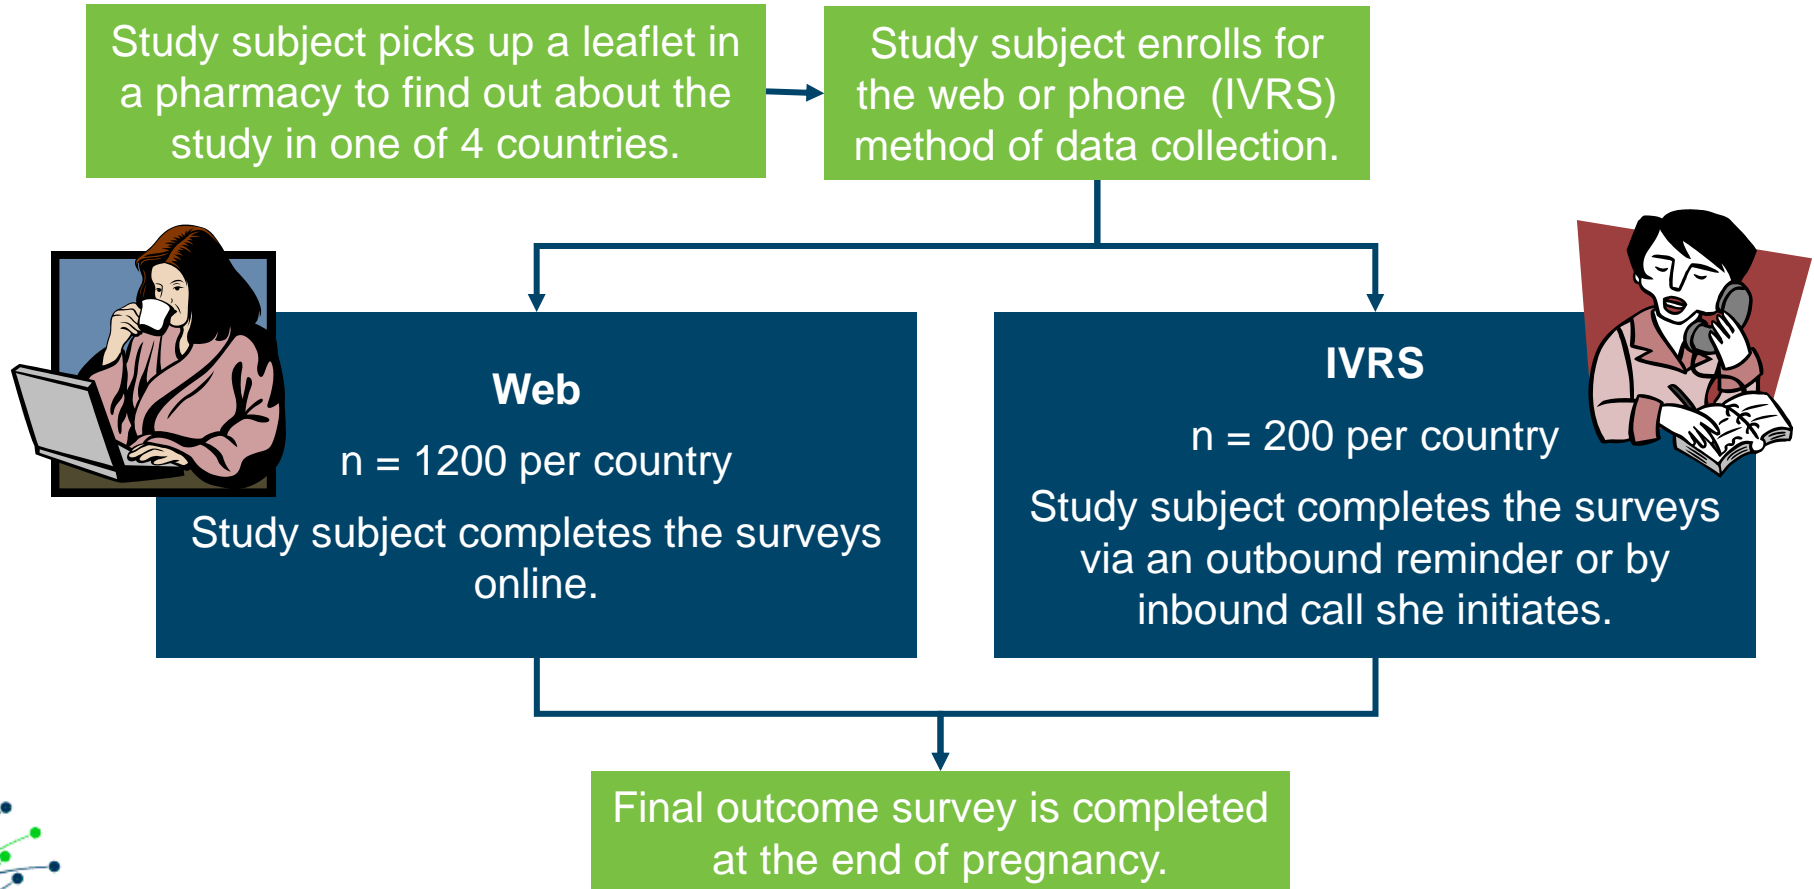 Study subject picks up a leaflet in
a pharmacy to find out about the
study in one of 4 countries.
Study subject enrolls for
the web or phone (IVRS)
method of data collection.
Web
n = 1200 per country
Study subject completes the surveys
online.
IVRS
n = 200 per country
Study subject completes the surveys
via an outbound reminder or by
inbound call she initiates.
Final outcome survey is completed
at the end of pregnancy.